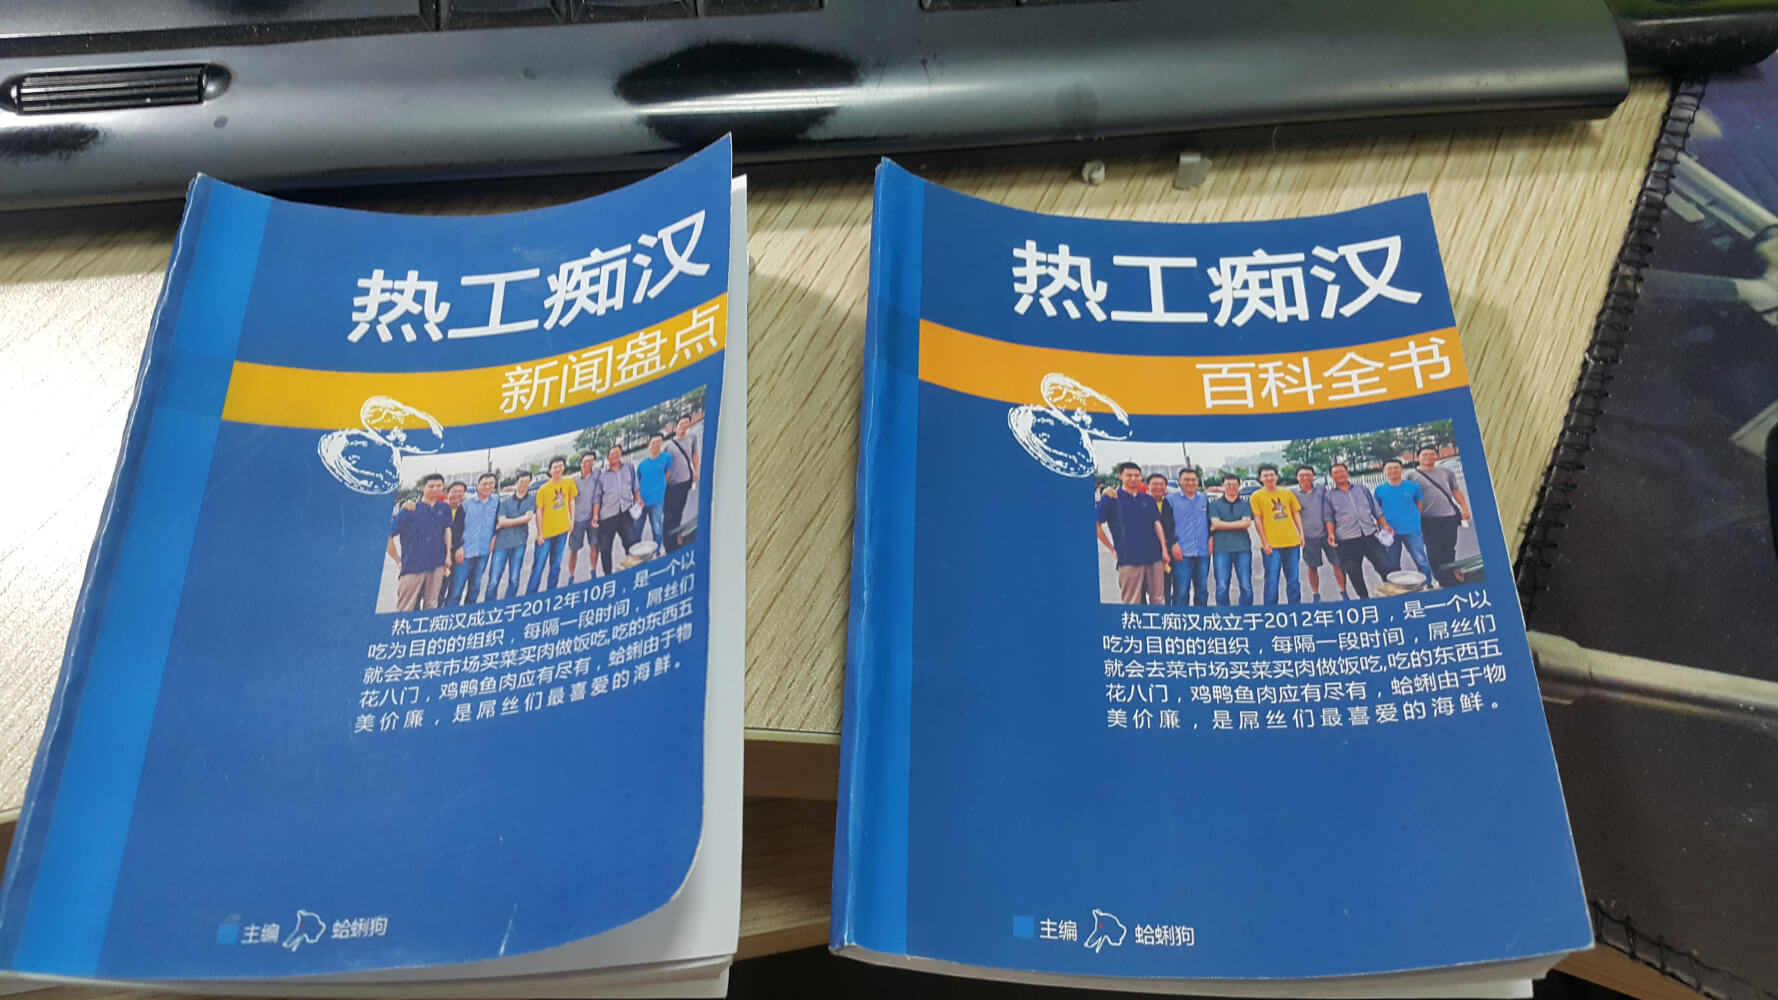 热工痴汉
新闻盘点
热工痴汉成立于2012年10月，是一个以
吃为目的的组织，每隔一段时间，屌丝们
就会去菜市场买菜买肉做饭吃,吃的东西五
花八门，鸡鸭鱼肉应有尽有，蛤蜊由于物
美价廉，是屌丝们最喜爱的海鲜。
主编 蛤蜊狗
热工痴汉
百科全书
热工痴汉成立于2012年10月，是一个以
吃为目的的组织，每隔一段时间，屌丝们
就会去菜市场买菜买肉做饭吃,吃的东西五
花八门，鸡鸭鱼肉应有尽有，蛤蜊由于物
美价廉，是屌丝们最喜爱的海鲜。
主编 蛤蜊狗